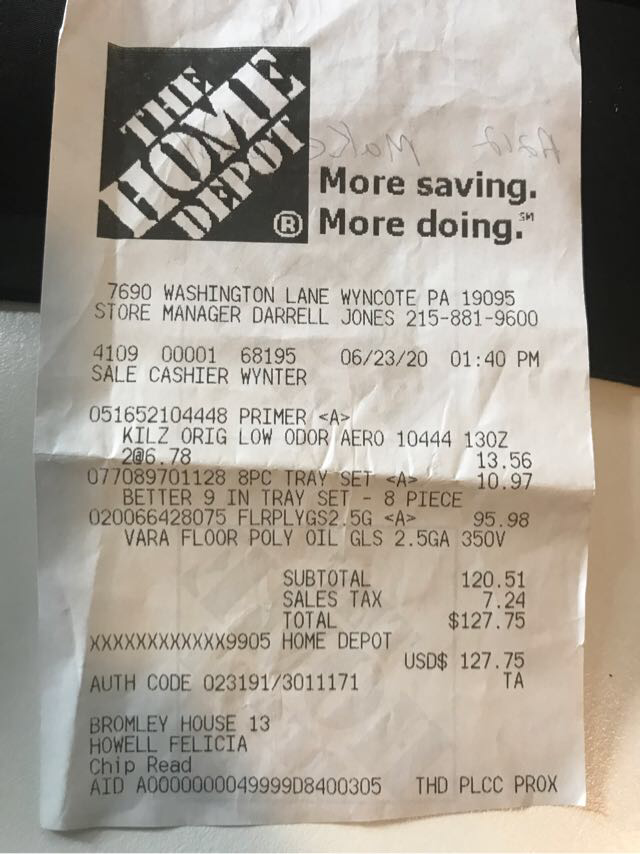 THE
HOME
DEPOT
®
More saving.
More doing.℠
7690 WASHINGTON LANE WYNCOTE PA 19095
STORE MANAGER DARRELL JONES 215-881-9600
4109 00001 68195 06/23/20 01:40 PM
SALE CASHIER WYNTER
051652104448 PRIMER <A>
KILZ ORIG LOW ODOR AERO 10444 13OZ
2@6.78 13.56
077089701128 8PC TRAY SET <A> 10.97
BETTER 9 IN TRAY SET - 8 PIECE
020066428075 FLRPLYGS2.5G <A> 95.98
VARA FLOOR POLY OIL GLS 2.5GA 350V
SUBTOTAL 120.51
SALES TAX 7.24
TOTAL $127.75
XXXXXXXXXXXX9905 HOME DEPOT
USD$ 127.75
AUTH CODE 023191/3011171 TA
BROMLEY HOUSE 13
HOWELL FELICIA
Chip Read
AID A0000000049999D8400305 THD PLCC PROX